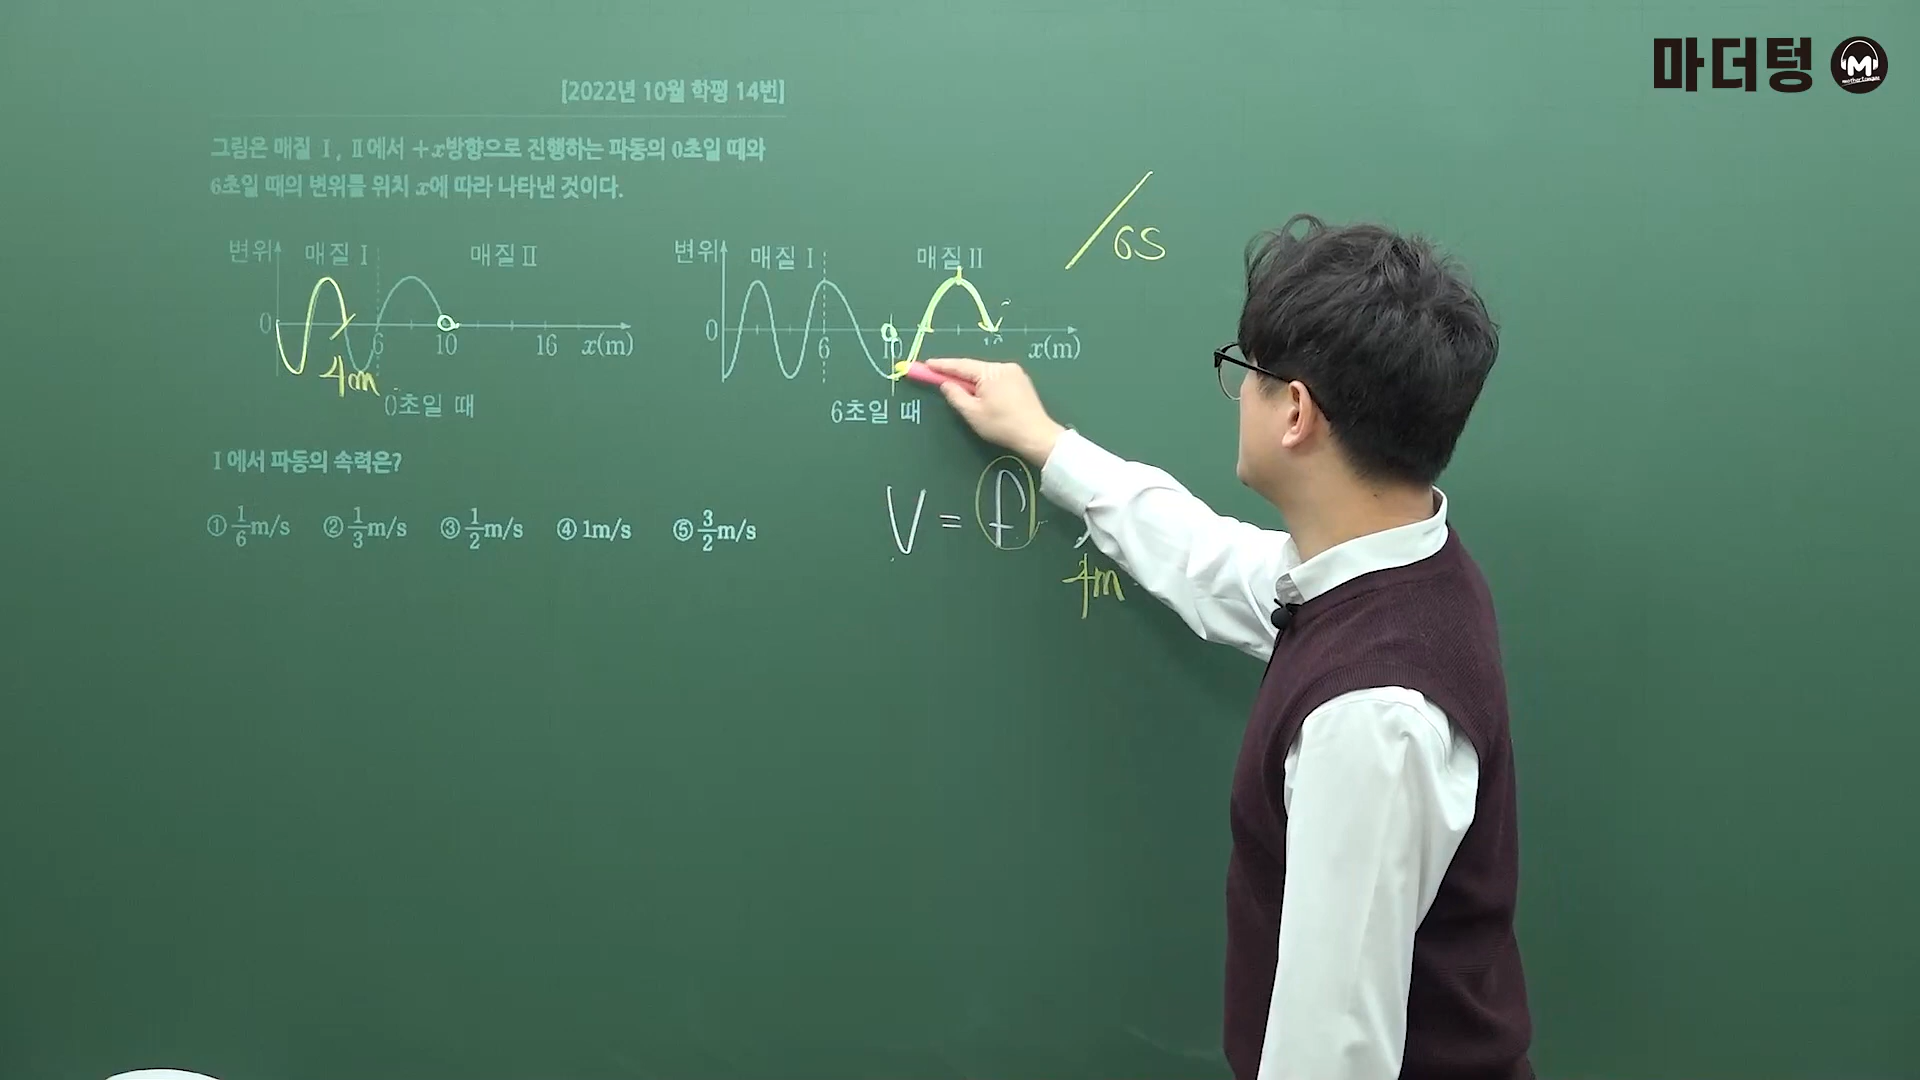 마더텅
M
[2022년 10월 학평 14번]
그림은 매질 Ⅰ, Ⅱ에서 +x방향으로 진행하는 파동의 0초일 때와
6초일 때의 변위를 위치 x에 따라 나타낸 것이다.
변위 매질 Ⅰ 매질 Ⅱ
0 6 10 16 x(m)
4m
0초일 때
변위 매질 Ⅰ 매질 Ⅱ
0 6 10 x(m)
6초일 때
6S
Ⅰ에서 파동의 속력은?
① 1/6 m/s ② 1/3 m/s ③ 1/2 m/s ④ 1m/s ⑤ 3/2 m/s
V = f
4m